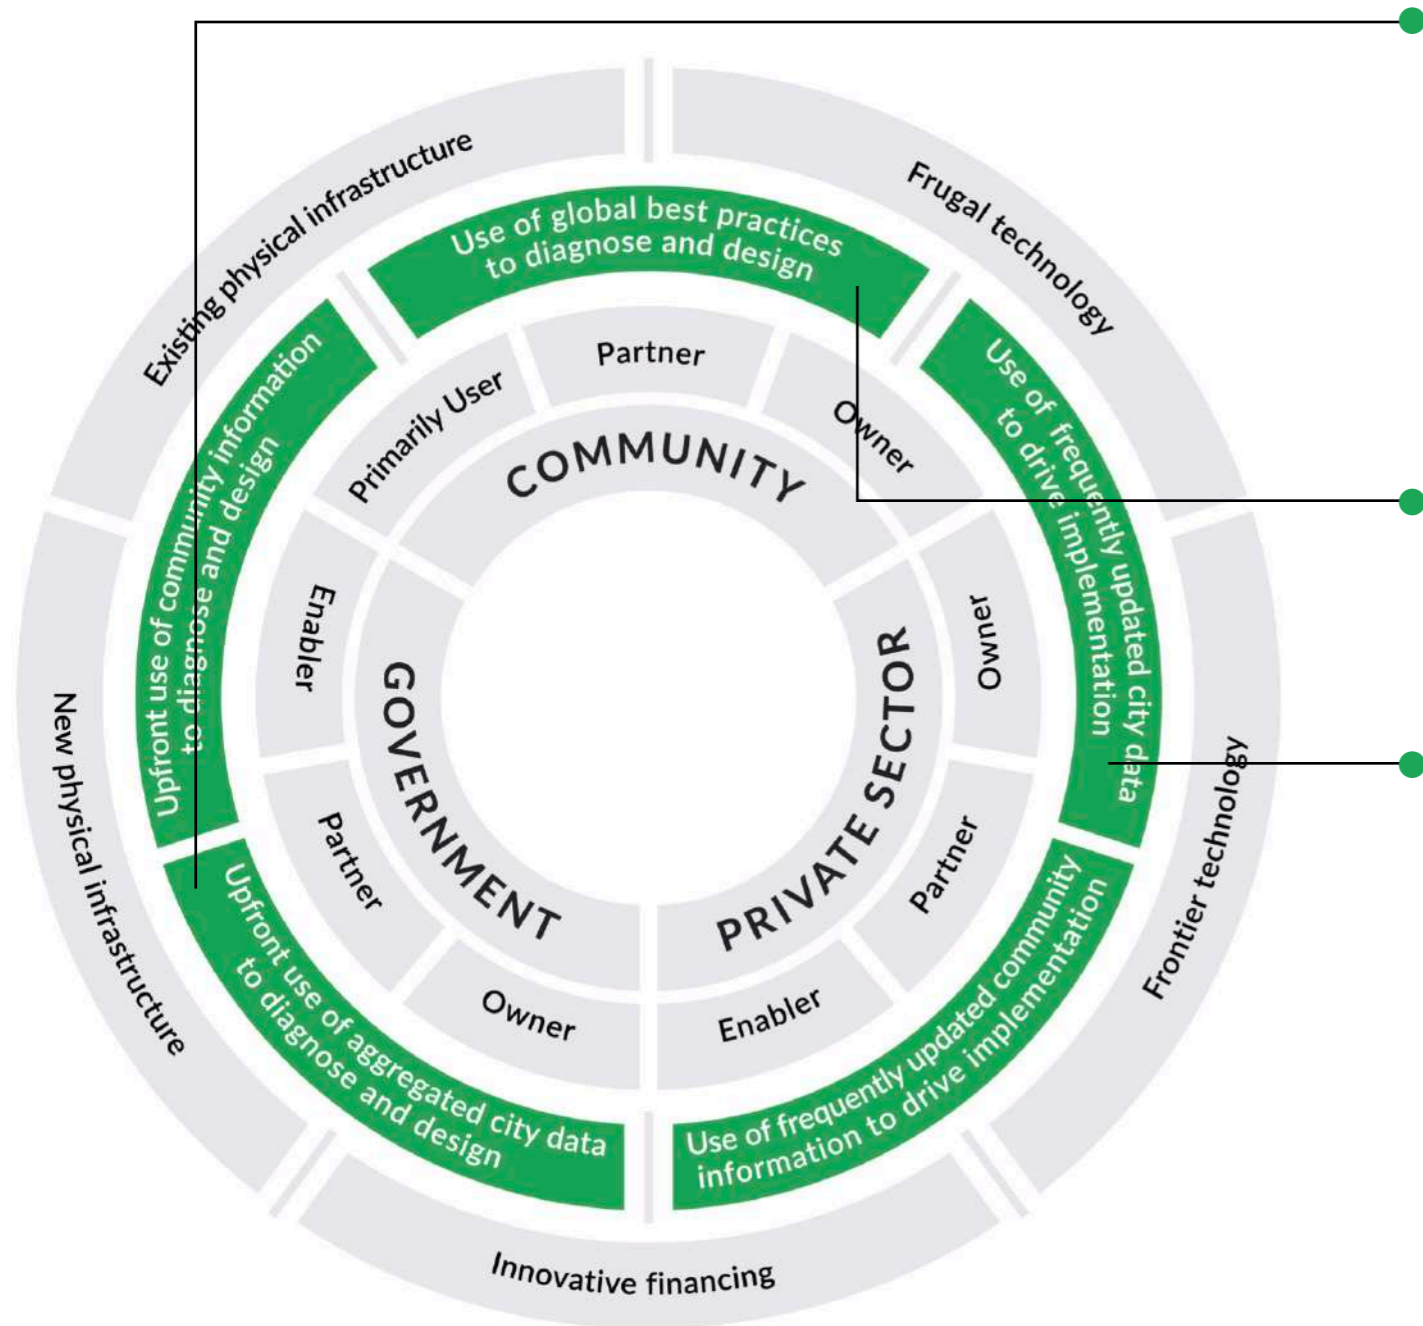 Existing physical infrastructure
Frugal technology
Frontier technology
Innovative financing
New physical infrastructure
Use of global best practices
to diagnose and design
Use of frequently updated city data
to drive implementation
Use of frequently updated community
information to drive implementation
Upfront use of aggregated city data
to diagnose and design
Upfront use of community information
to diagnose and design
Primarily User
Partner
Owner
COMMUNITY
Owner
Partner
Enabler
PRIVATE SECTOR
Enabler
Partner
Owner
GOVERNMENT